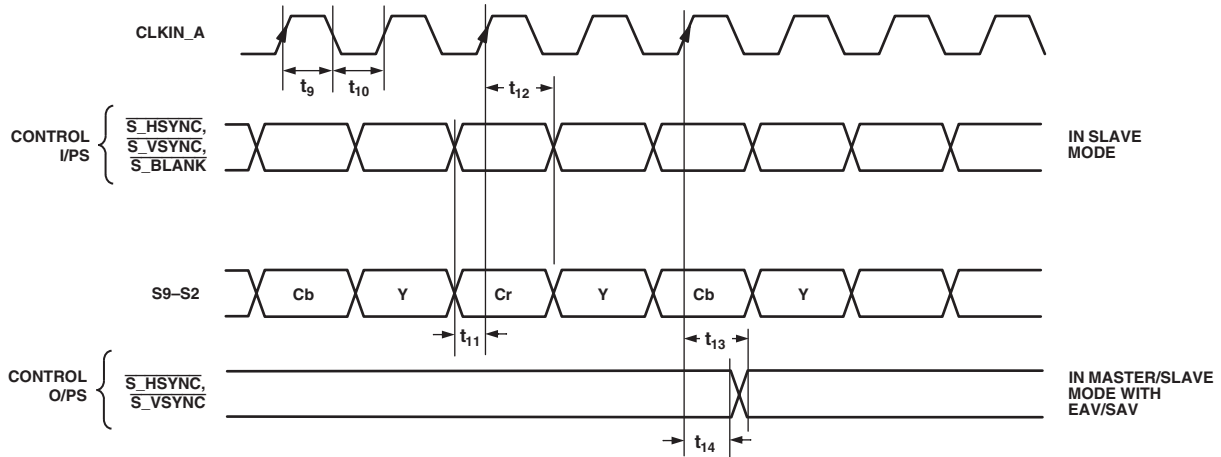 CLKIN_A
t9
t10
t12
CONTROL
I/PS
S_HSYNC,
S_VSYNC,
S_BLANK
IN SLAVE
MODE
S9–S2
Cb
Y
Cr
Y
Cb
Y
t11
t13
CONTROL
O/PS
S_HSYNC,
S_VSYNC
IN MASTER/SLAVE
MODE WITH
EAV/SAV
t14